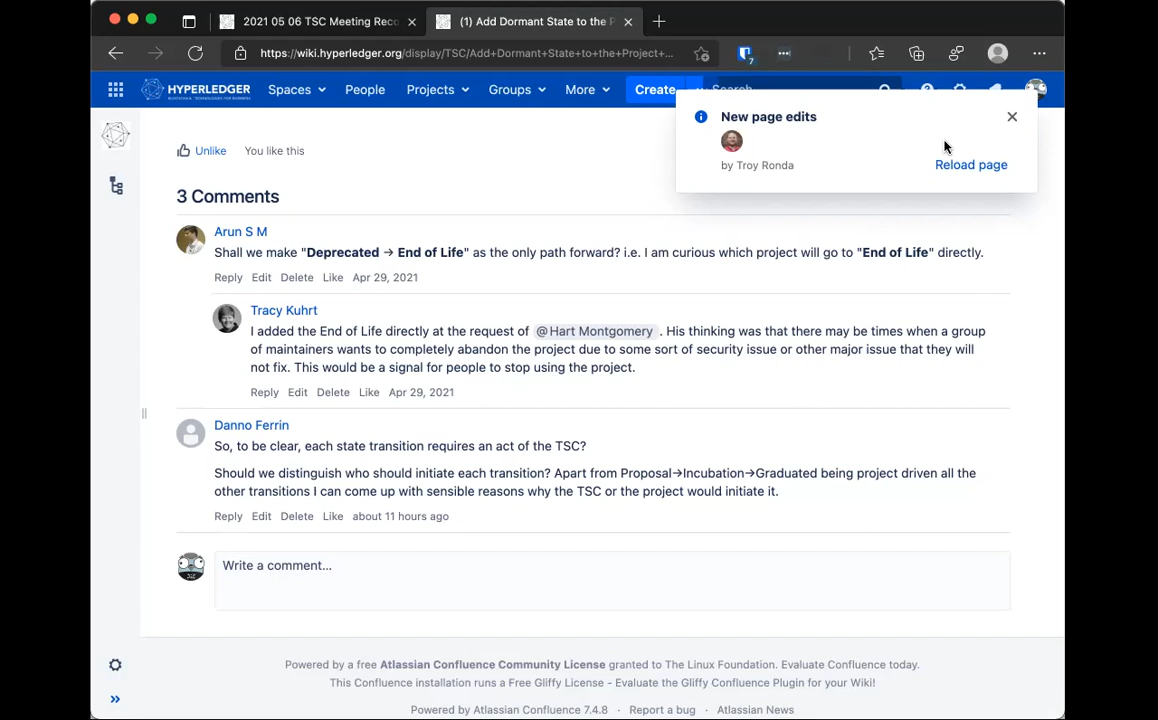 2021 05 06 TSC Meeting Reco
(1) Add Dormant State to the P
https://wiki.hyperledger.org/display/TSC/Add+Dormant+State+to+the+Project+...
7
HYPERLEDGER
Spaces
People
Projects
Groups
More
Create
Search
New page edits
by Troy Ronda
Reload page
Unlike
You like this
3 Comments
Arun S M
Shall we make "Deprecated → End of Life" as the only path forward? i.e. I am curious which project will go to "End of Life" directly.
Reply Edit Delete Like Apr 29, 2021
Tracy Kuhrt
I added the End of Life directly at the request of @Hart Montgomery . His thinking was that there may be times when a group
of maintainers wants to completely abandon the project due to some sort of security issue or other major issue that they will
not fix. This would be a signal for people to stop using the project.
Reply Edit Delete Like Apr 29, 2021
Danno Ferrin
So, to be clear, each state transition requires an act of the TSC?
Should we distinguish who should initiate each transition? Apart from Proposal→Incubation→Graduated being project driven all the
other transitions I can come up with sensible reasons why the TSC or the project would initiate it.
Reply Edit Delete Like about 11 hours ago
Write a comment...
Powered by a free Atlassian Confluence Community License granted to The Linux Foundation. Evaluate Confluence today.
This Confluence installation runs a Free Gliffy License - Evaluate the Gliffy Confluence Plugin for your Wiki!
Powered by Atlassian Confluence 7.4.8 · Report a bug · Atlassian News